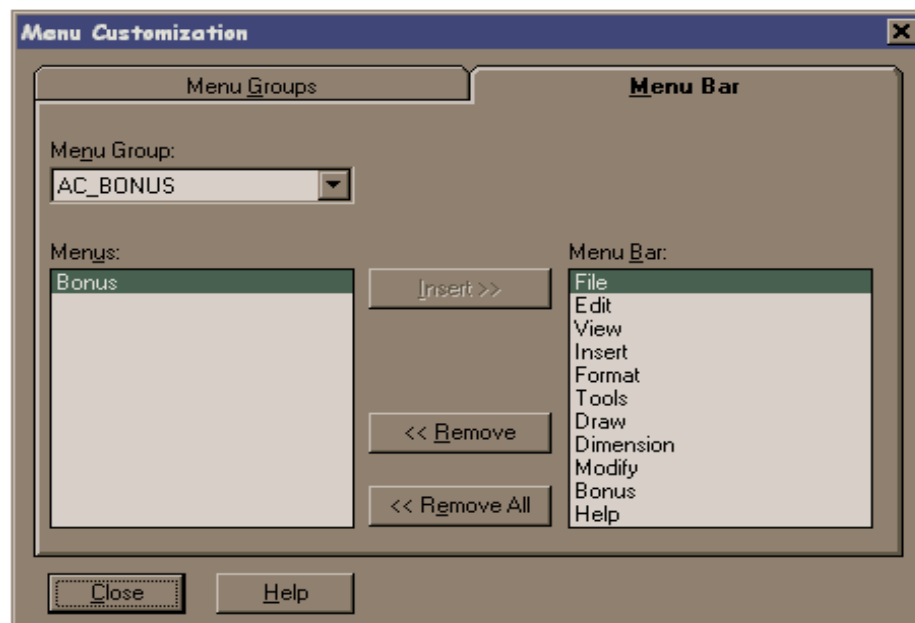 Menu Customization
Menu Groups
Menu Bar
Menu Group:
AC_BONUS
Menus:
Bonus
Insert >>
<< Remove
<< Remove All
Menu Bar:
File
Edit
View
Insert
Format
Tools
Draw
Dimension
Modify
Bonus
Help
Close
Help